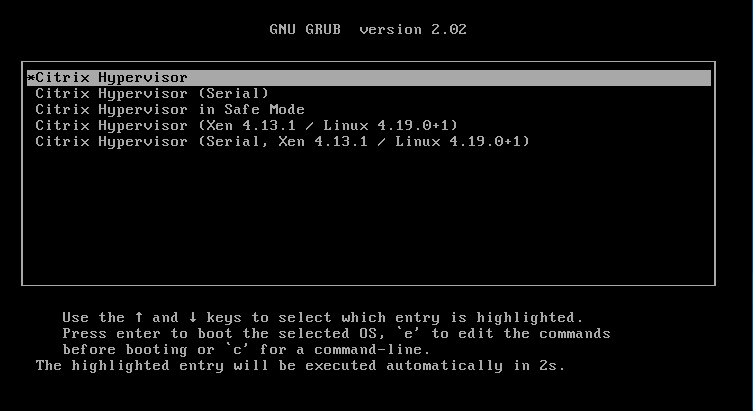 GNU GRUB version 2.02
*Citrix Hypervisor
Citrix Hypervisor (Serial)
Citrix Hypervisor in Safe Mode
Citrix Hypervisor (Xen 4.13.1 / Linux 4.19.0+1)
Citrix Hypervisor (Serial, Xen 4.13.1 / Linux 4.19.0+1)
Use the ↑ and ↓ keys to select which entry is highlighted.
Press enter to boot the selected OS, `e' to edit the commands
before booting or `c' for a command-line.
The highlighted entry will be executed automatically in 2s.